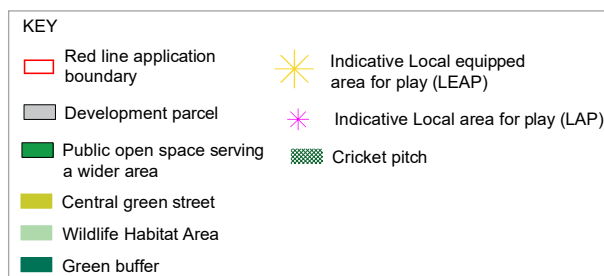 KEY
Red line application
boundary
Development parcel
Public open space serving
a wider area
Central green street
Wildlife Habitat Area
Green buffer
Indicative Local equipped
area for play (LEAP)
Indicative Local area for play (LAP)
Cricket pitch